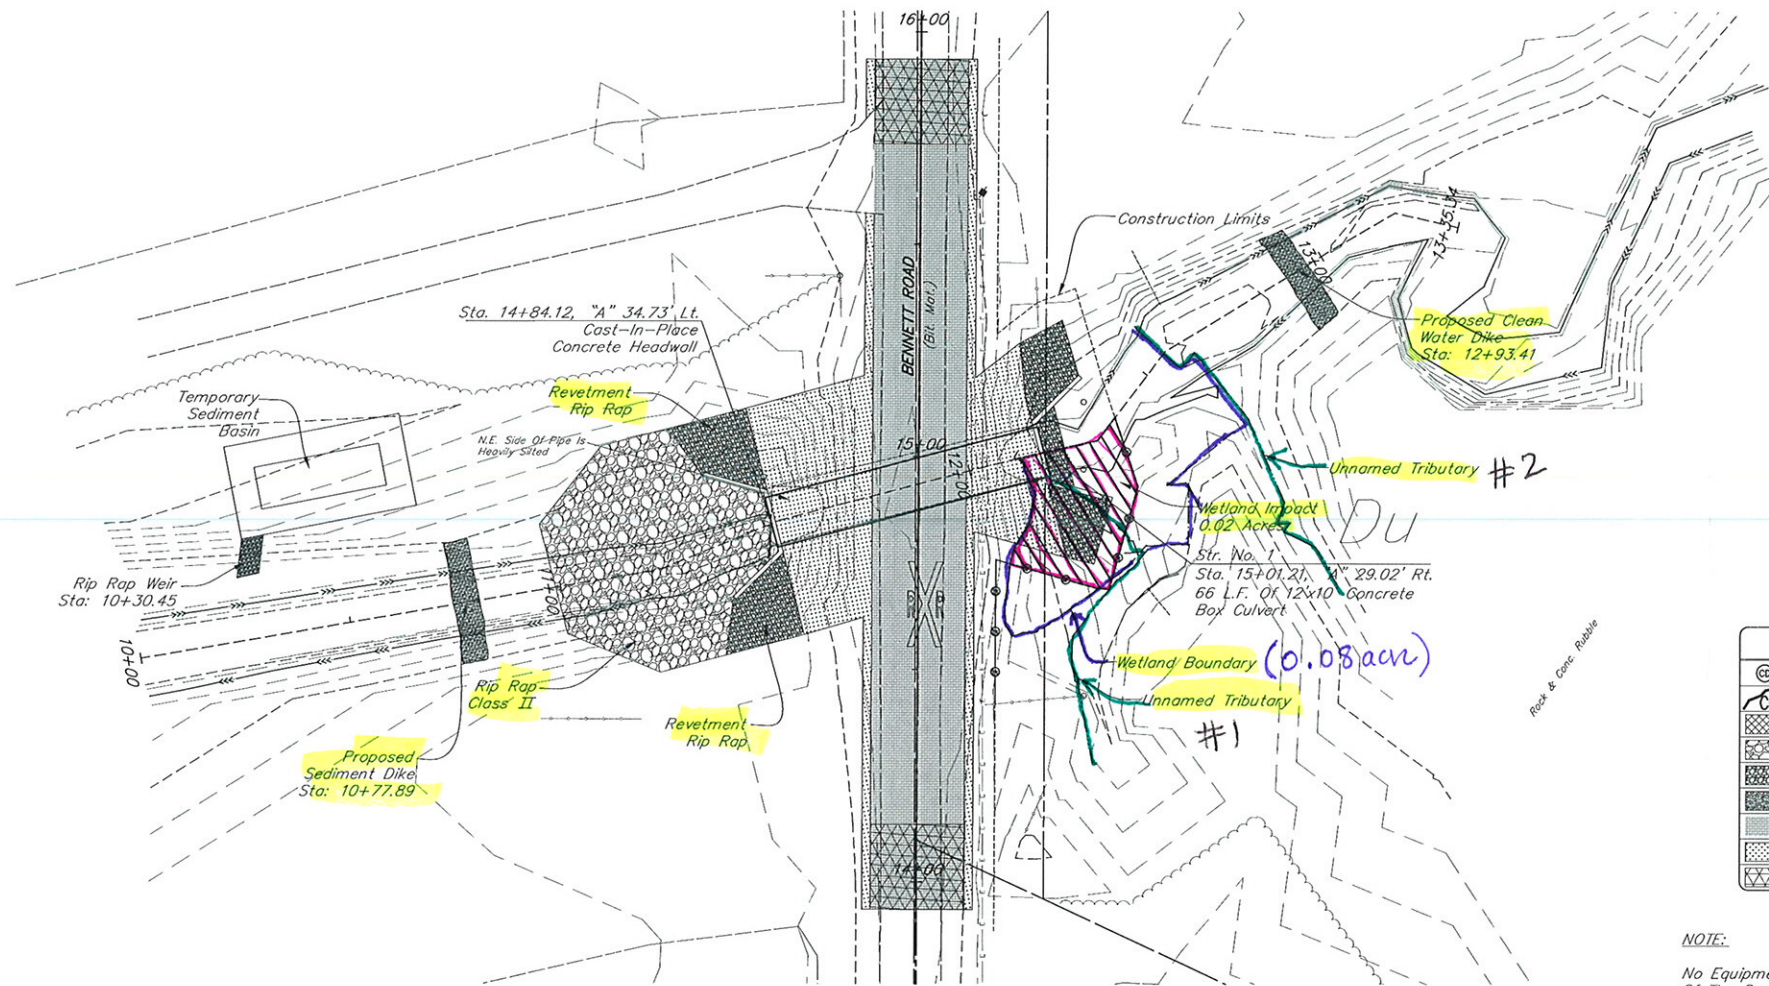 16+00
BENNETT ROAD
(Bit. Mat.)
Construction Limits
13+00
13+45.14
Sta. 14+84.12, "A" 34.73' Lt.
Cast-In-Place
Concrete Headwall
Proposed Clean
Water Dike
Sta: 12+93.41
Temporary
Sediment
Basin
Revetment
Rip Rap
N.E. Side Of Pipe Is
Heavily Silted
15+00
12+00
Unnamed Tributary #2
Wetland Impact
0.02 Acres
Du
Str. No. 1
Sta. 15+01.21, "A" 29.02' Rt.
66 L.F. Of 12'x10' Concrete
Box Culvert
Rip Rap Weir
Sta: 10+30.45
11+00
10+00
R R
Wetland Boundary (0.08 acre)
Unnamed Tributary
#1
Rock & Conc. Rubble
Rip Rap
Class II
Revetment
Rip Rap
Proposed
Sediment Dike
Sta: 10+77.89
14+00
D
NOTE:
No Equipme